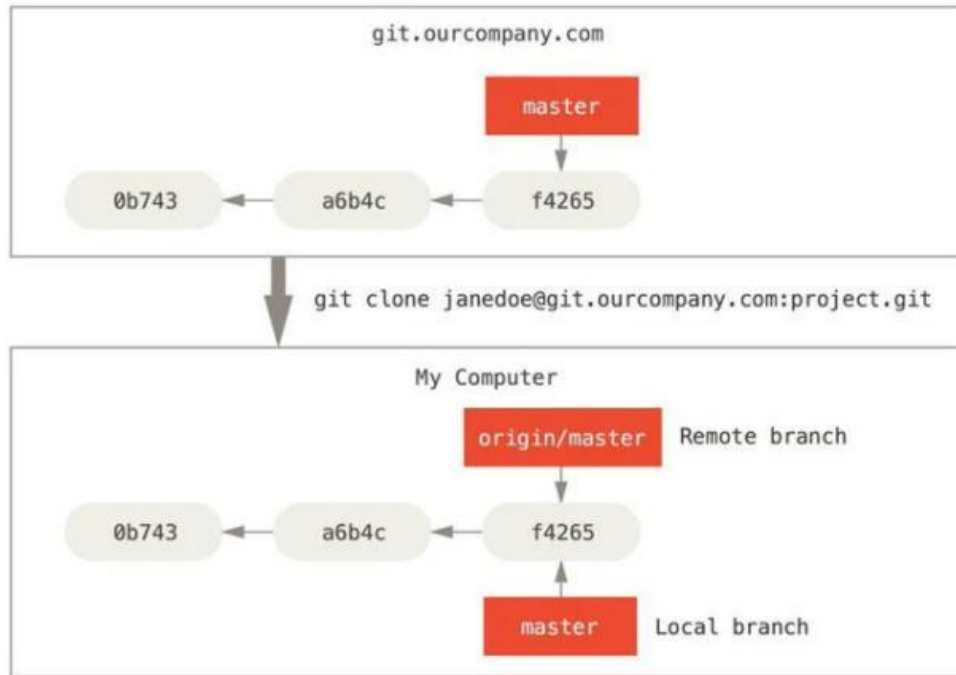 git.ourcompany.com
master
0b743 a6b4c f4265
git clone janedoe@git.ourcompany.com:project.git
My Computer
origin/master Remote branch
0b743 a6b4c f4265
master Local branch